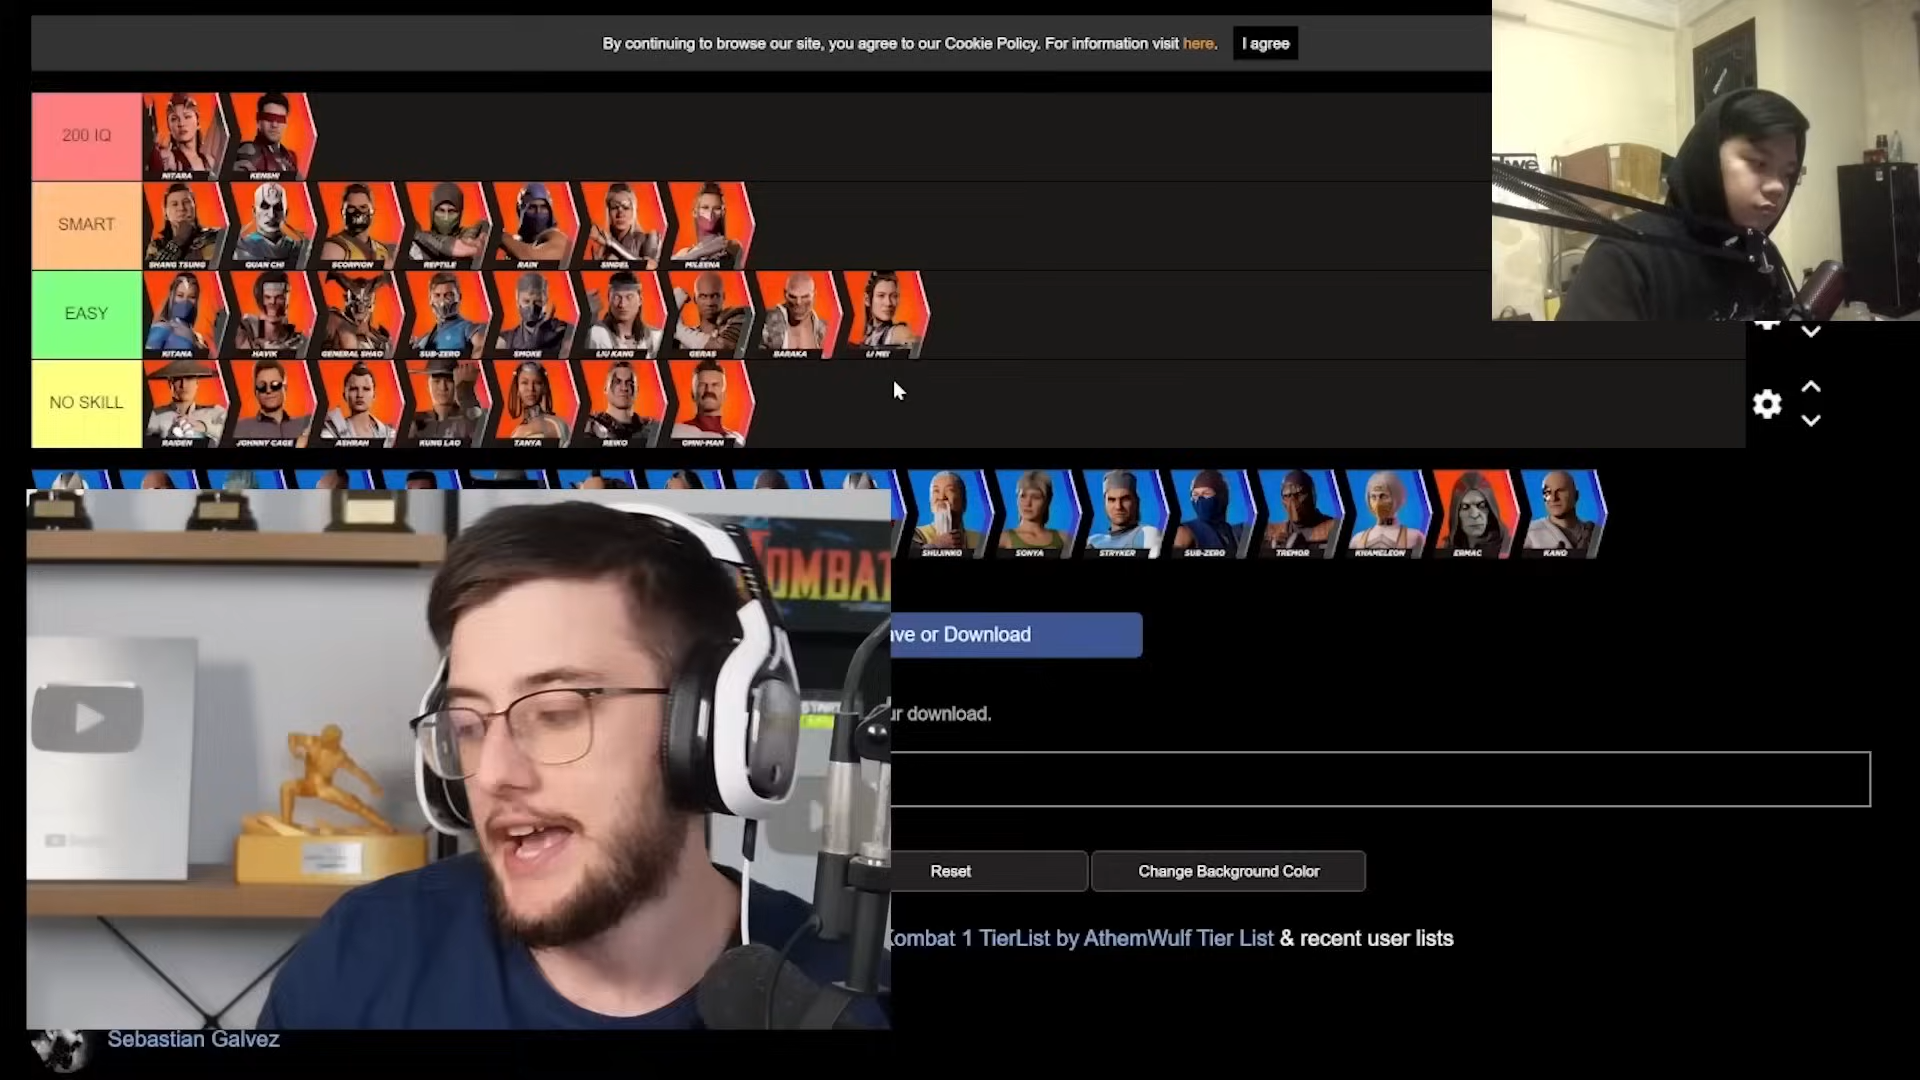 By continuing to browse our site, you agree to our Cookie Policy. For information visit here. I agree
200 IQ
NITARA KENSHI
SMART
SHANG TSUNG QUAN CHI SCORPION REPTILE RAIN SINDEL MILEENA
EASY
KITANA HAVIK GENERAL SHAO SUB-ZERO SMOKE LIU KANG GERAS BARAKA LI MEI
NO SKILL
RAIDEN JOHNNY CAGE ASHRAH KUNG LAO TANYA REIKO OMNI-MAN
SHUJINKO SONYA STRYKER SUB-ZERO TREMOR KHAMELEON ERMAC KANO
KOMBAT
START
ve or Download
ur download.
Reset Change Background Color
Kombat 1 TierList by AthemWulf Tier List & recent user lists
Sebastian Galvez